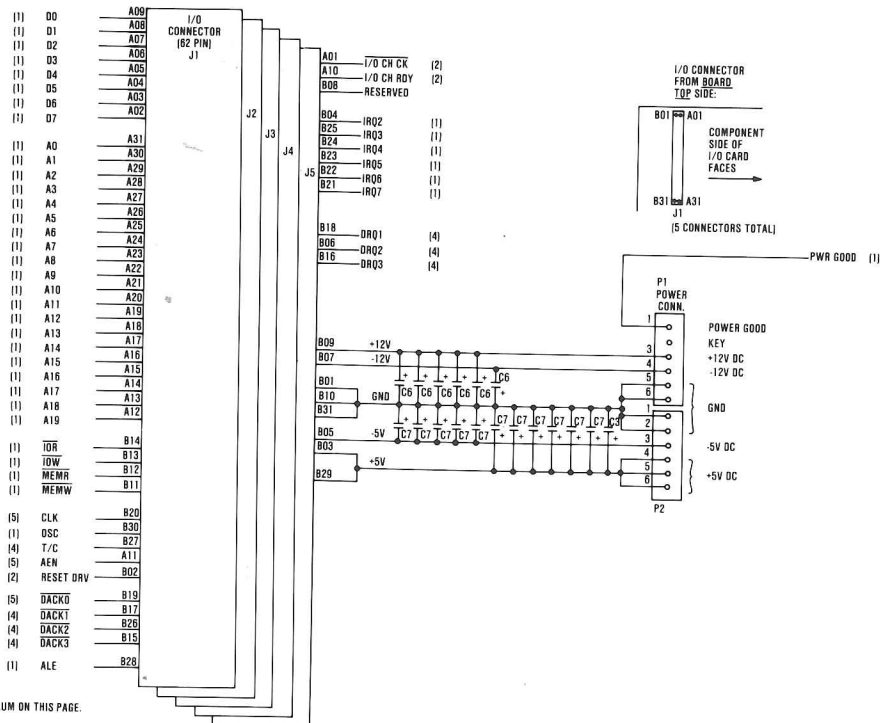 I/O
CONNECTOR
(62 PIN)
J1
J2
J3
J4
J5
(1) D0 A09
(1) D1 A08
(1) D2 A07
(1) D3 A06
(1) D4 A05
(1) D5 A04
(1) D6 A03
(1) D7 A02
(1) A0 A31
(1) A1 A30
(1) A2 A29
(1) A3 A28
(1) A4 A27
(1) A5 A26
(1) A6 A25
(1) A7 A24
(1) A8 A23
(1) A9 A22
(1) A10 A21
(1) A11 A20
(1) A12 A19
(1) A13 A18
(1) A14 A17
(1) A15 A16
(1) A16 A15
(1) A17 A14
(1) A18 A13
(1) A19 A12
(1) IOR B14
(1) IOW B13
(1) MEMR B12
(1) MEMW B11
(5) CLK B20
(1) OSC B30
(4) T/C B27
(5) AEN A11
(2) RESET DRV B02
(5) DACK0 B19
(4) DACK1 B17
(4) DACK2 B26
(4) DACK3 B15
(1) ALE B28
UM ON THIS PAGE.
A01 I/O CH CK (2)
A10 I/O CH RDY (2)
B08 RESERVED
B04 IRQ2 (1)
B25 IRQ3 (1)
B24 IRQ4 (1)
B23 IRQ5 (1)
B22 IRQ6 (1)
B21 IRQ7 (1)
B18 DRQ1 (4)
B06 DRQ2 (4)
B16 DRQ3 (4)
B09 +12V
B07 -12V
B01
B10 GND
B31
B05 -5V
B03
+5V
B29
+ + + + + C6
C6 C6 C6 C6 C6 +
+ + + + + C7 C7 C7 C7 C7 C7 C3
C7 C7 C7 C7 C7 + + + + + + +
I/O CONNECTOR
FROM BOARD
TOP SIDE:
B01 A01
COMPONENT
SIDE OF
I/O CARD
FACES
B31 A31
J1
(5 CONNECTORS TOTAL)
PWR GOOD (1)
P1
POWER
CONN.
1 POWER GOOD
KEY
3 +12V DC
4 -12V DC
5
6
GND
1
2
3 -5V DC
4
5 +5V DC
6
P2